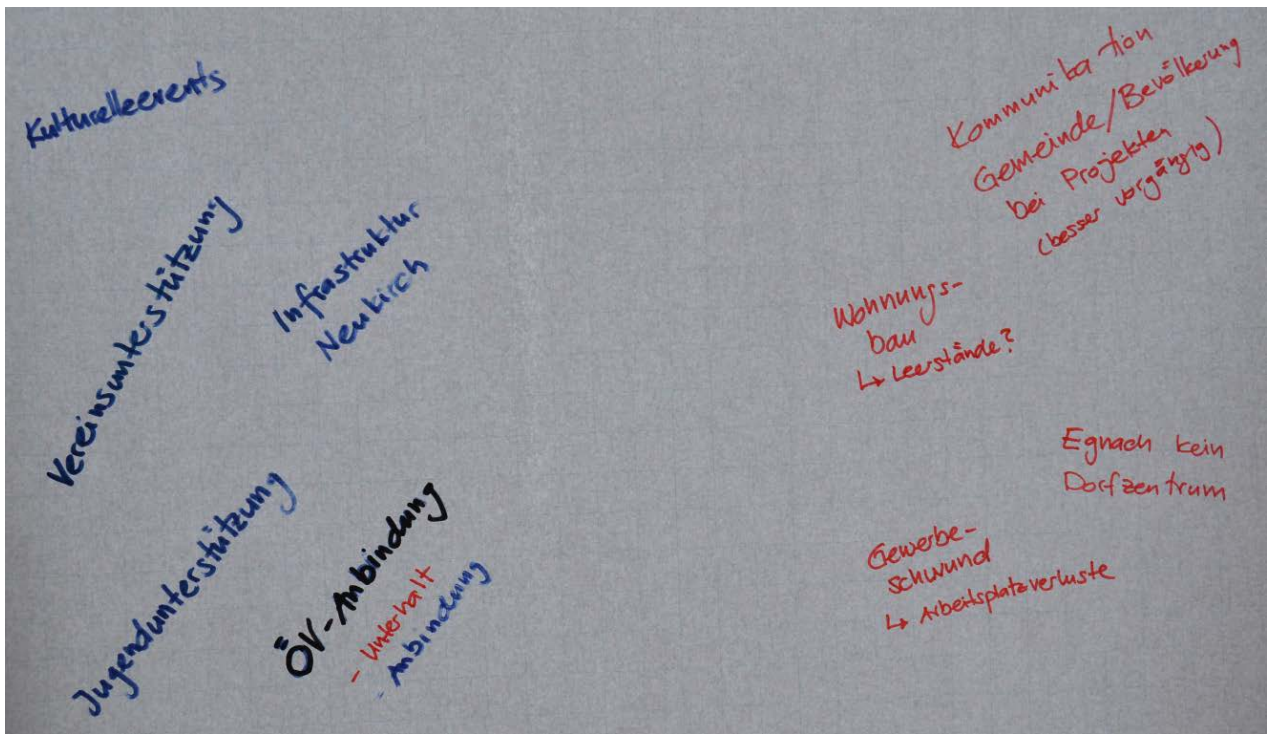 Kulturelleevents
Vereinsunterstützung
Infrastruktur
Neukirch
Jugendunterstützung
ÖV-Anbindung
- Unterhalt
- Anbindung
Kommunikation
Gemeinde/Bevölkerung
bei Projekten
(besser vorgängig)
Wohnungs-
bau
↳ Leerstände?
Egnach kein
Dorfzentrum
Gewerbe-
schwund
↳ Arbeitsplatzverluste